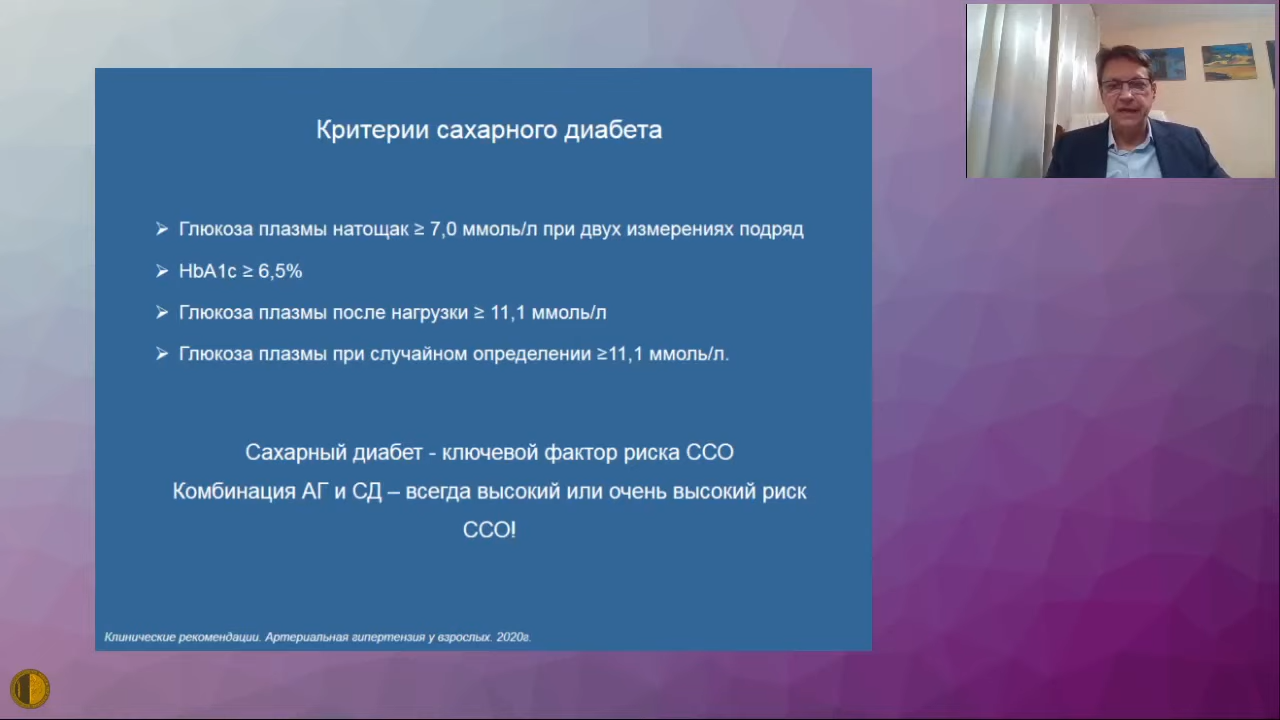 Критерии сахарного диабета
➢ Глюкоза плазмы натощак ≥ 7,0 ммоль/л при двух измерениях подряд
➢ HbA1c ≥ 6,5%
➢ Глюкоза плазмы после нагрузки ≥ 11,1 ммоль/л
➢ Глюкоза плазмы при случайном определении ≥11,1 ммоль/л.
Сахарный диабет - ключевой фактор риска ССО
Комбинация АГ и СД – всегда высокий или очень высокий риск
ССО!
Клинические рекомендации. Артериальная гипертензия у взрослых. 2020г.